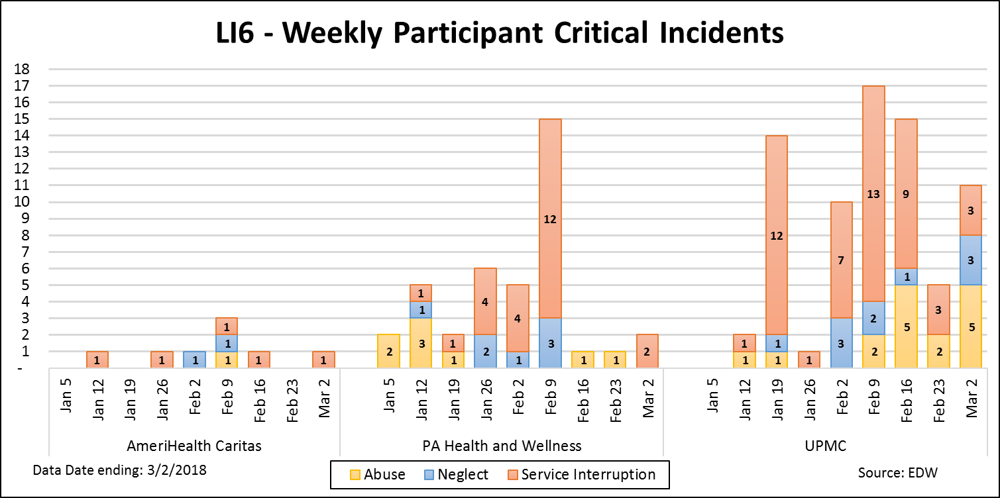 LI6 - Weekly Participant Critical Incidents
18
17
16
15
14
13
12
11
10
9
8
7
6
5
4
3
2
1
-
1 1 1 1 1 1 1 1
2 3 1 1 1 1 2 4 1 4 3 12 1 1 2
1 1 1 1 12 1 3 7 2 2 13 5 1 9 2 3 5 3 3
Jan 5 Jan 12 Jan 19 Jan 26 Feb 2 Feb 9 Feb 16 Feb 23 Mar 2
Jan 5 Jan 12 Jan 19 Jan 26 Feb 2 Feb 9 Feb 16 Feb 23 Mar 2
Jan 5 Jan 12 Jan 19 Jan 26 Feb 2 Feb 9 Feb 16 Feb 23 Mar 2
AmeriHealth Caritas PA Health and Wellness UPMC
Data Date ending: 3/2/2018
Abuse Neglect Service Interruption
Source: EDW